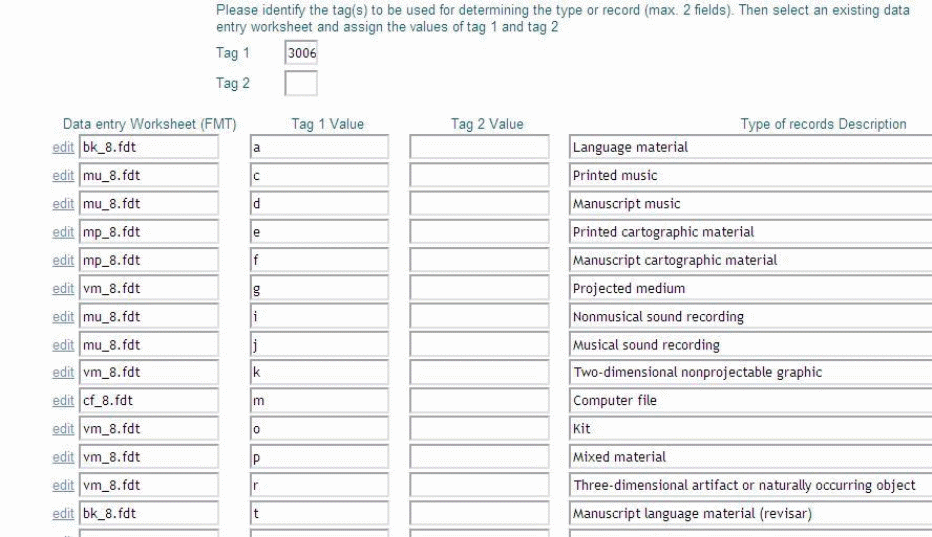 Please identify the tag(s) to be used for determining the type or record (max. 2 fields). Then select an existing data
entry worksheet and assign the values of tag 1 and tag 2
Tag 1 3006
Tag 2
Data entry Worksheet (FMT) Tag 1 Value Tag 2 Value Type of records Description
edit bk_8.fdt a Language material
edit mu_8.fdt c Printed music
edit mu_8.fdt d Manuscript music
edit mp_8.fdt e Printed cartographic material
edit mp_8.fdt f Manuscript cartographic material
edit vm_8.fdt g Projected medium
edit mu_8.fdt i Nonmusical sound recording
edit mu_8.fdt j Musical sound recording
edit vm_8.fdt k Two-dimensional nonprojectable graphic
edit cf_8.fdt m Computer file
edit vm_8.fdt o Kit
edit vm_8.fdt p Mixed material
edit vm_8.fdt r Three-dimensional artifact or naturally occurring object
edit bk_8.fdt t Manuscript language material (revisar)